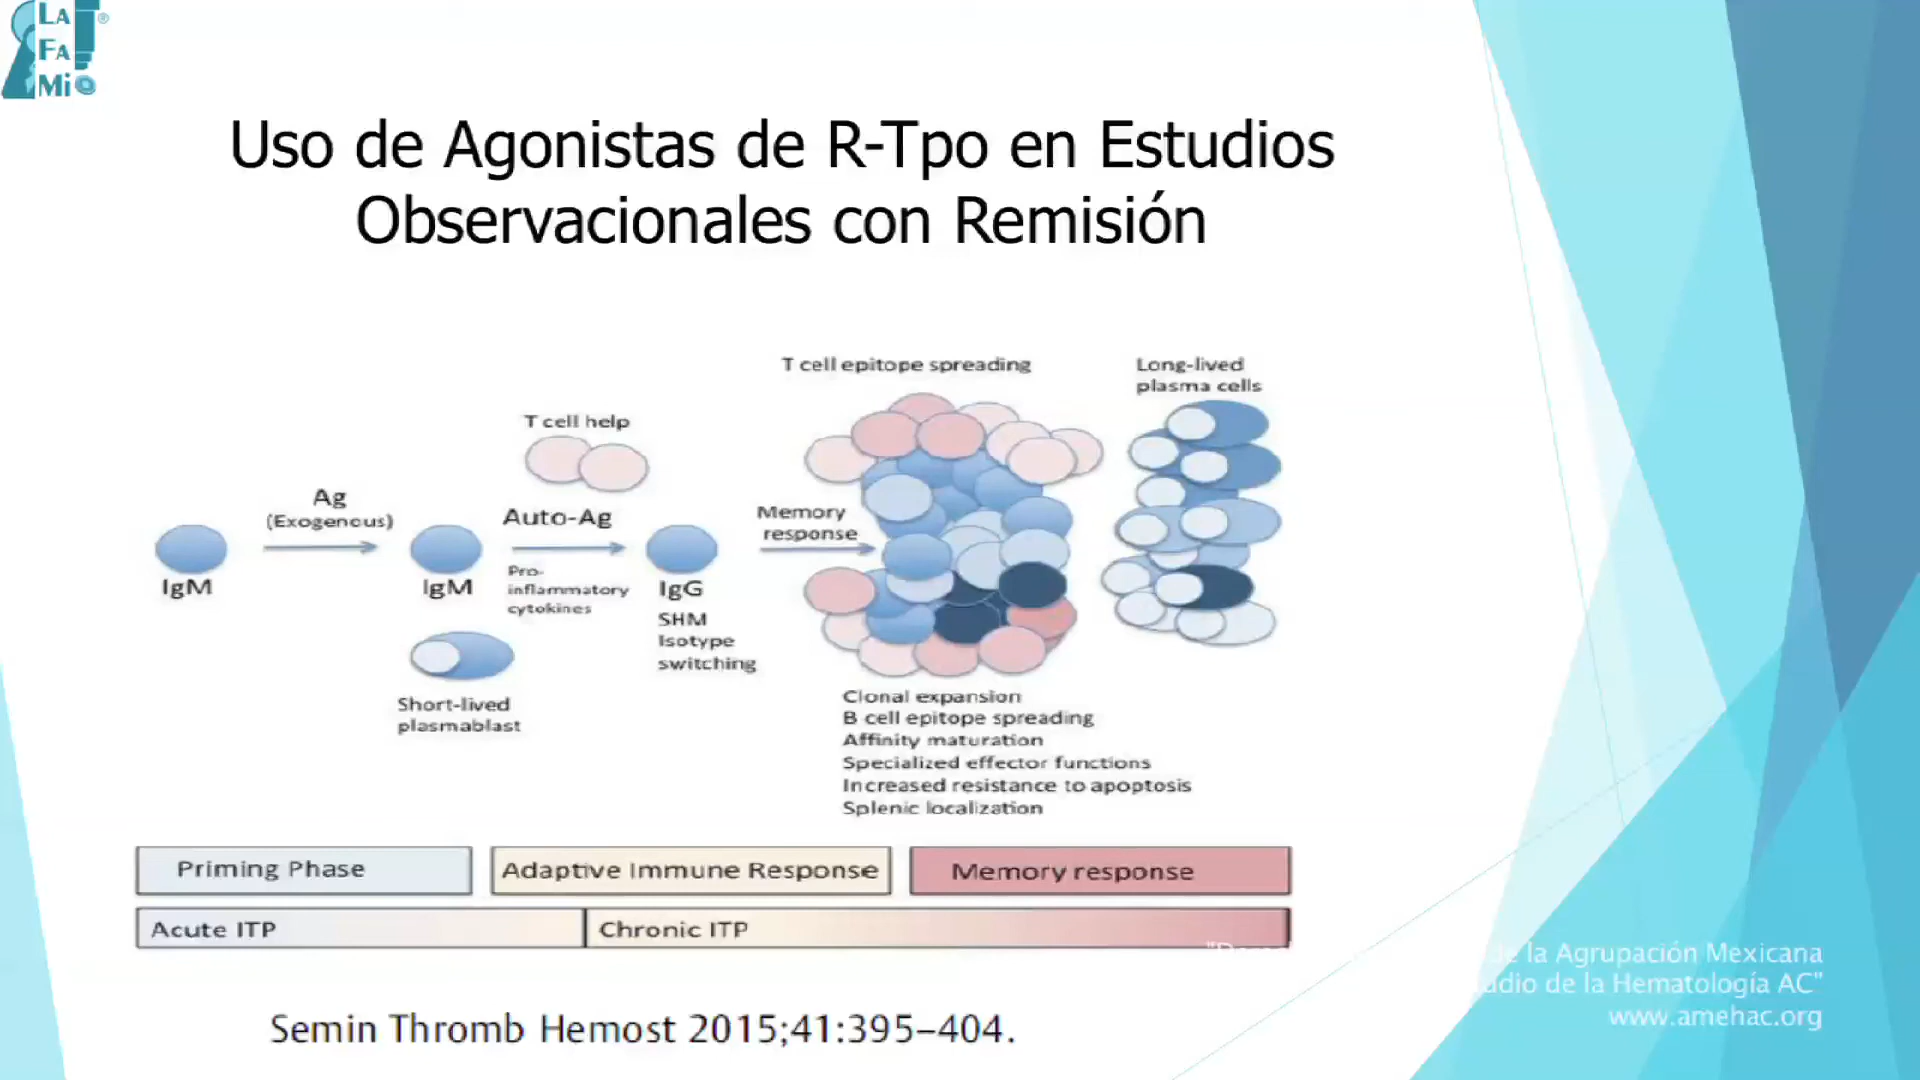 LA
FA
Mi
®
Uso de Agonistas de R-Tpo en Estudios
Observacionales con Remisión
T cell epitope spreading
Long-lived
plasma cells
T cell help
Ag
(Exogenous)
Auto-Ag
Memory
response
IgM
IgM
Pro-
inflammatory
cytokines
IgG
SHM
Isotype
switching
Short-lived
plasmablast
Clonal expansion
B cell epitope spreading
Affinity maturation
Specialized effector functions
Increased resistance to apoptosis
Splenic localization
Priming Phase
Adaptive Immune Response
Memory response
Acute ITP
Chronic ITP
de la Agrupación Mexicana
de la Hematología AC"
www.amehac.org
Semin Thromb Hemost 2015;41:395–404.